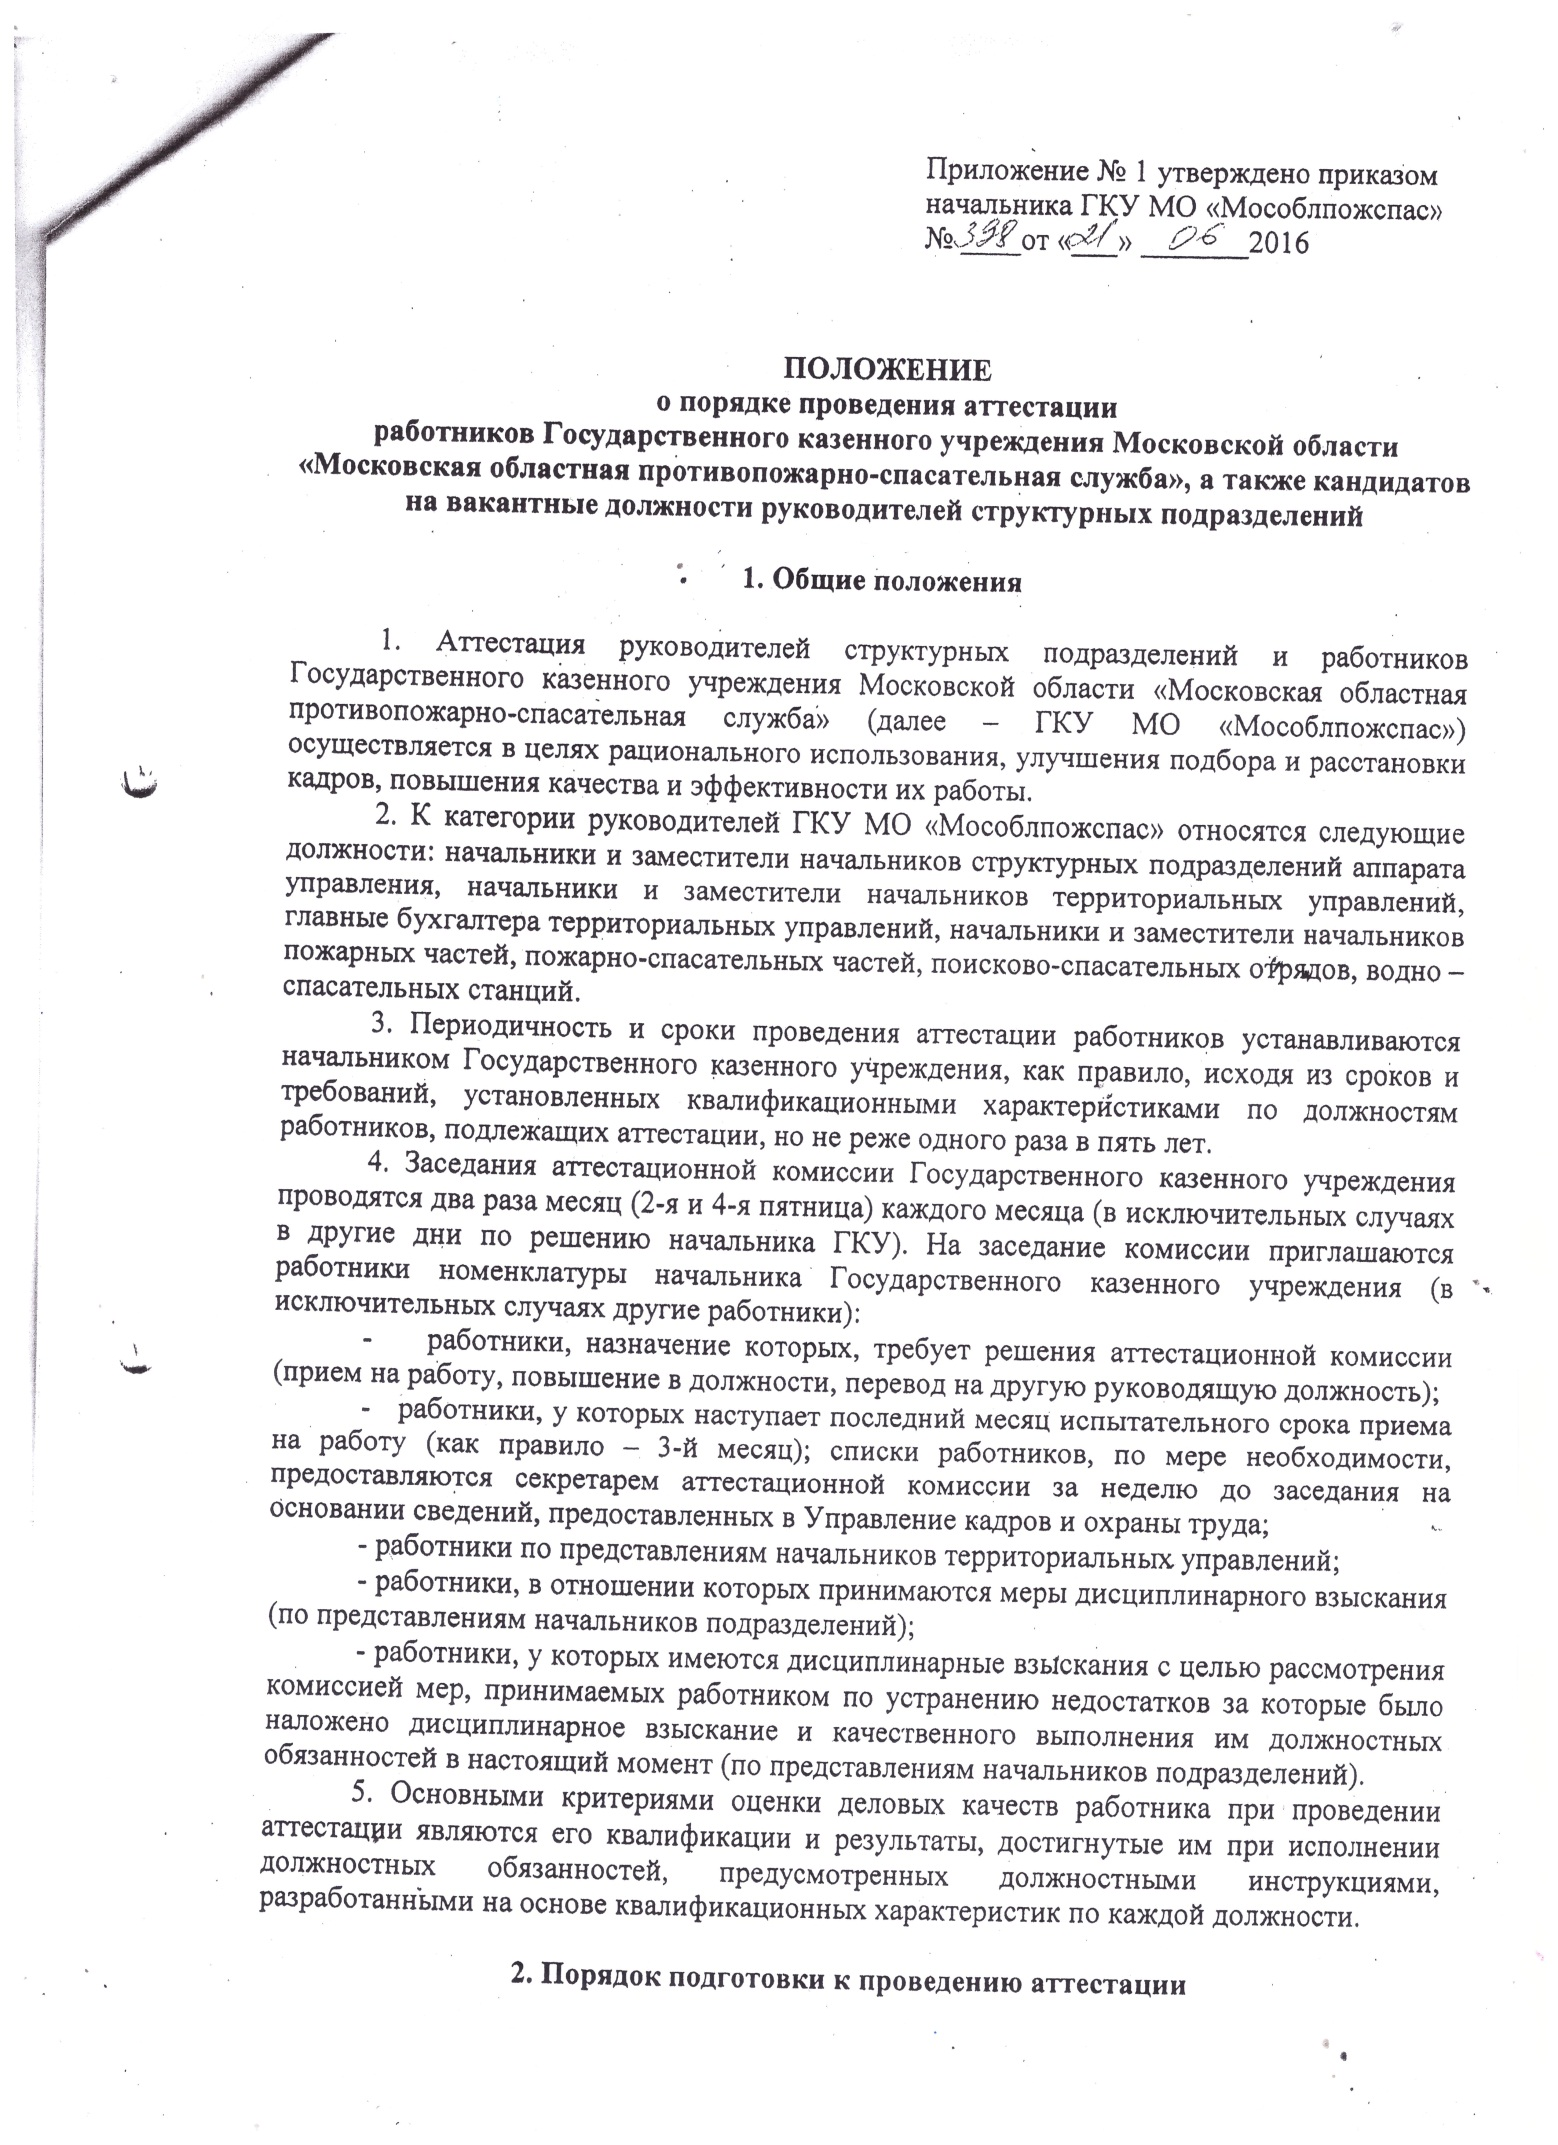 Приложение № 1 утверждено приказом
начальника ГКУ МО «Мособлпожспас»
№ 398 от «21» 06 2016
ПОЛОЖЕНИЕ
о порядке проведения аттестации
работников Государственного казенного учреждения Московской области
«Московская областная противопожарно-спасательная служба», а также кандидатов
на вакантные должности руководителей структурных подразделений
1. Общие положения
1. Аттестация руководителей структурных подразделений и работников
Государственного казенного учреждения Московской области «Московская областная
противопожарно-спасательная служба» (далее – ГКУ МО «Мособлпожспас»)
осуществляется в целях рационального использования, улучшения подбора и расстановки
кадров, повышения качества и эффективности их работы.
2. К категории руководителей ГКУ МО «Мособлпожспас» относятся следующие
должности: начальники и заместители начальников структурных подразделений аппарата
управления, начальники и заместители начальников территориальных управлений,
главные бухгалтера территориальных управлений, начальники и заместители начальников
пожарных частей, пожарно-спасательных частей, поисково-спасательных отрядов, водно –
спасательных станций.
3. Периодичность и сроки проведения аттестации работников устанавливаются
начальником Государственного казенного учреждения, как правило, исходя из сроков и
требований, установленных квалификационными характеристиками по должностям
работников, подлежащих аттестации, но не реже одного раза в пять лет.
4. Заседания аттестационной комиссии Государственного казенного учреждения
проводятся два раза месяц (2-я и 4-я пятница) каждого месяца (в исключительных случаях
в другие дни по решению начальника ГКУ). На заседание комиссии приглашаются
работники номенклатуры начальника Государственного казенного учреждения (в
исключительных случаях другие работники):
- работники, назначение которых, требует решения аттестационной комиссии
(прием на работу, повышение в должности, перевод на другую руководящую должность);
- работники, у которых наступает последний месяц испытательного срока приема
на работу (как правило – 3-й месяц); списки работников, по мере необходимости,
предоставляются секретарем аттестационной комиссии за неделю до заседания на
основании сведений, предоставленных в Управление кадров и охраны труда;
- работники по представлениям начальников территориальных управлений;
- работники, в отношении которых принимаются меры дисциплинарного взыскания
(по представлениям начальников подразделений);
- работники, у которых имеются дисциплинарные взыскания с целью рассмотрения
комиссией мер, принимаемых работником по устранению недостатков за которые было
наложено дисциплинарное взыскание и качественного выполнения им должностных
обязанностей в настоящий момент (по представлениям начальников подразделений).
5. Основными критериями оценки деловых качеств работника при проведении
аттестации являются его квалификации и результаты, достигнутые им при исполнении
должностных обязанностей, предусмотренных должностными инструкциями,
разработанными на основе квалификационных характеристик по каждой должности.
2. Порядок подготовки к проведению аттестации